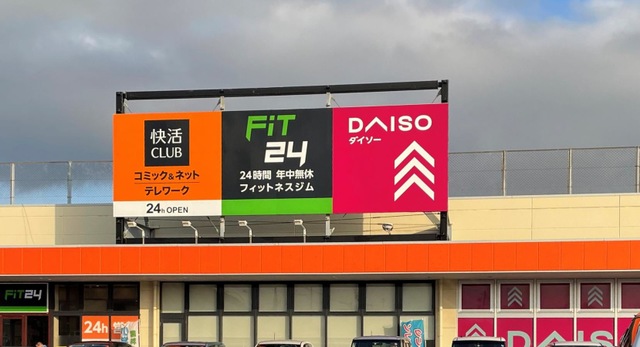 快活
CLUB
コミック&ネット
テレワーク
24h OPEN
FiT
24
24時間 年中無休
フィットネスジム
DAISO
ダイソー
FiT24
24h
DAISO